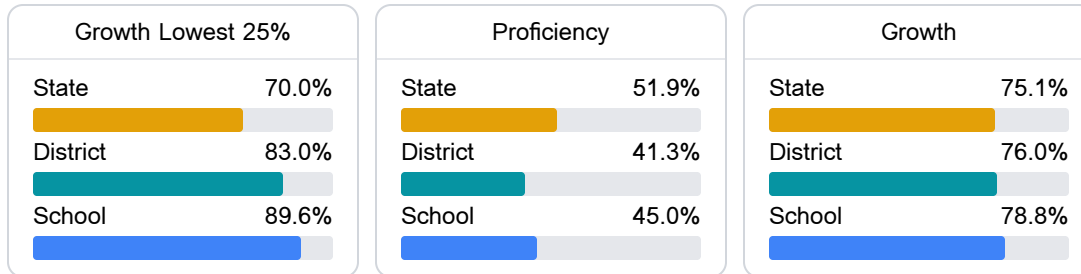 Growth Lowest 25%
State 70.0%
District 83.0%
School 89.6%
Proficiency
State 51.9%
District 41.3%
School 45.0%
Growth
State 75.1%
District 76.0%
School 78.8%